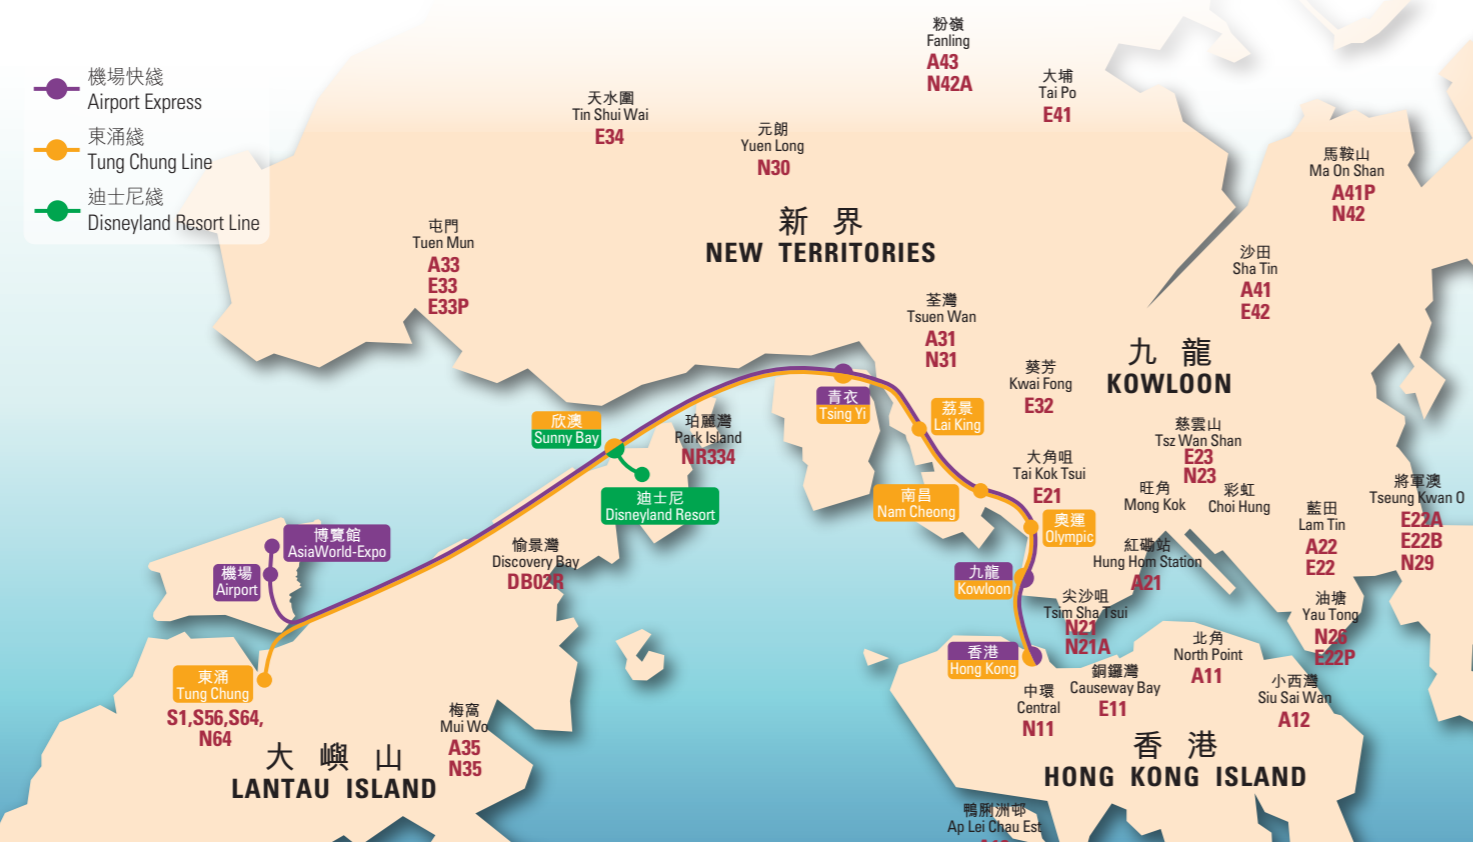 機場快綫
Airport Express
東涌綫
Tung Chung Line
迪士尼綫
Disneyland Resort Line
粉嶺
Fanling
A43
N42A
大埔
Tai Po
E41
天水圍
Tin Shui Wai
E34
元朗
Yuen Long
N30
馬鞍山
Ma On Shan
A41P
N42
屯門
Tuen Mun
A33
E33
E33P
新 界
NEW TERRITORIES
沙田
Sha Tin
A41
E42
荃灣
Tsuen Wan
A31
N31
九 龍
KOWLOON
葵芳
Kwai Fong
E32
青衣
Tsing Yi
荔景
Lai King
欣澳
Sunny Bay
珀麗灣
Park Island
NR334
慈雲山
Tsz Wan Shan
E23
N23
大角咀
Tai Kok Tsui
E21
旺角
Mong Kok
彩虹
Choi Hung
將軍澳
Tseung Kwan O
E22A
E22B
N29
迪士尼
Disneyland Resort
南昌
Nam Cheong
奧運
Olympic
藍田
Lam Tin
A22
E22
博覽館
AsiaWorld-Expo
機場
Airport
愉景灣
Discovery Bay
DB02R
紅磡站
Hung Hom Station
A21
九龍
Kowloon
尖沙咀
Tsim Sha Tsui
N21
N21A
油塘
Yau Tong
N26
E22P
東涌
Tung Chung
S1,S56,S64,
N64
香港
Hong Kong
北角
North Point
A11
銅鑼灣
Causeway Bay
E11
中環
Central
N11
小西灣
Siu Sai Wan
A12
梅窩
Mui Wo
A35
N35
大 嶼 山
LANTAU ISLAND
香 港
HONG KONG ISLAND
鴨脷洲邨
Ap Lei Chau Est